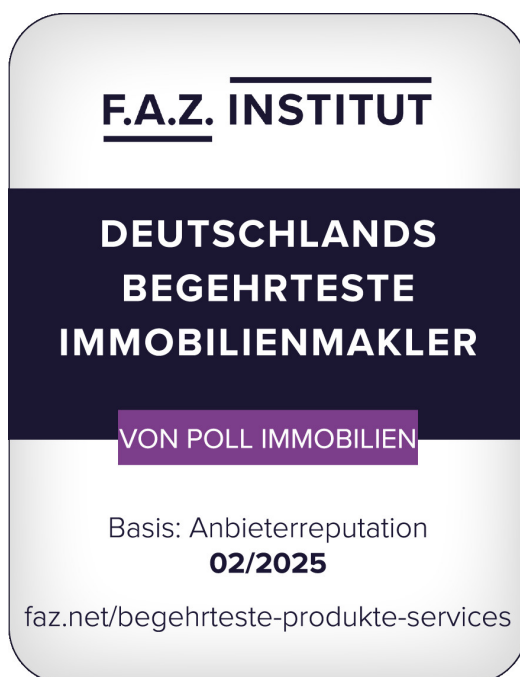 F.A.Z. INSTITUT
DEUTSCHLANDS
BEGEHRTESTE
IMMOBILIENMAKLER
VON POLL IMMOBILIEN
Basis: Anbieterreputation
02/2025
faz.net/begehrteste-produkte-services